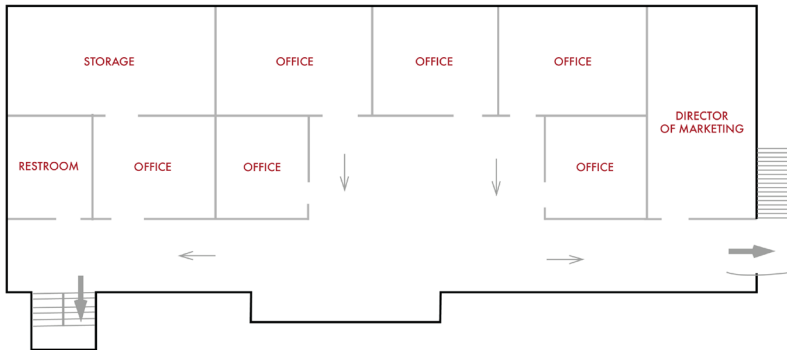 STORAGE
OFFICE
OFFICE
OFFICE
DIRECTOR
OF MARKETING
RESTROOM
OFFICE
OFFICE
OFFICE